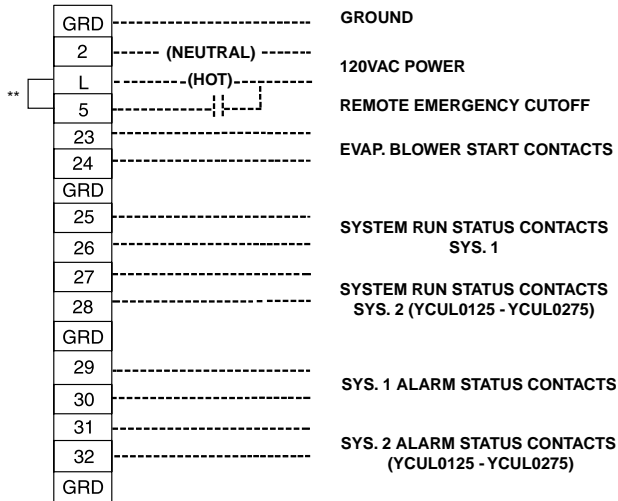 GRD GROUND
2 (NEUTRAL)
120VAC POWER
L (HOT)
**
5 REMOTE EMERGENCY CUTOFF
23
EVAP. BLOWER START CONTACTS
24
GRD
25
SYSTEM RUN STATUS CONTACTS
26 SYS. 1
27
SYSTEM RUN STATUS CONTACTS
28 SYS. 2 (YCUL0125 - YCUL0275)
GRD
29
SYS. 1 ALARM STATUS CONTACTS
30
31
SYS. 2 ALARM STATUS CONTACTS
32 (YCUL0125 - YCUL0275)
GRD